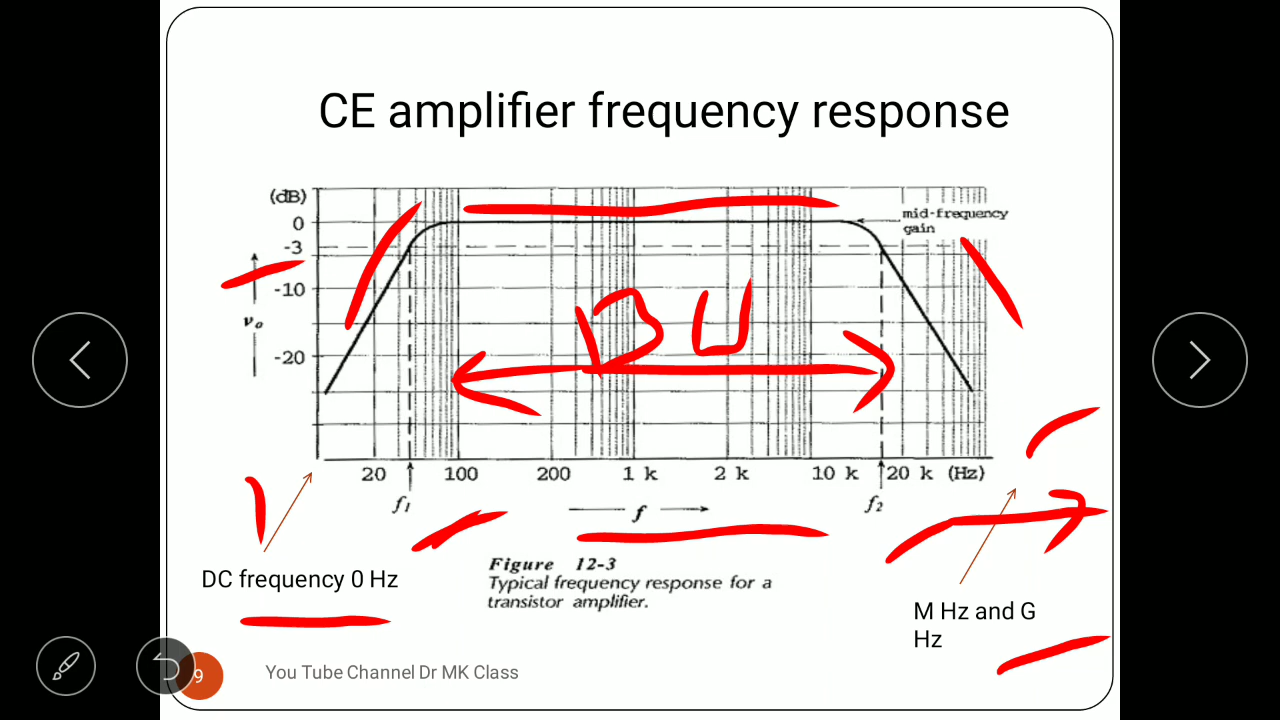 CE amplifier frequency response
(dB)
0
-3
-10
-20
vo
mid-frequency
gain
BU
20 100 200 1 k 2 k 10 k 20 k (Hz)
f1 f f2
DC frequency 0 Hz
Figure 12-3
Typical frequency response for a
transistor amplifier.
M Hz and G
Hz
9
You Tube Channel Dr MK Class